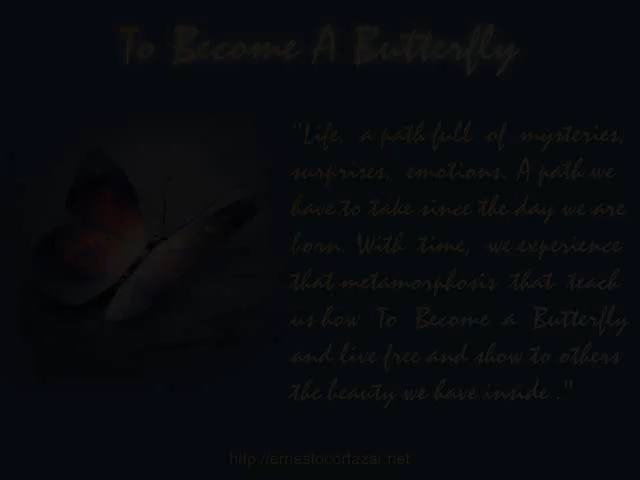 To Become A Butterfly
"Life, a path full of mysteries,
surprises, emotions. A path we
have to take since the day we are
born. With time, we experience
that metamorphosis that teach
us how To Become a Butterfly
and live free and show to others
the beauty we have inside ."
http://ernestocortazar.net